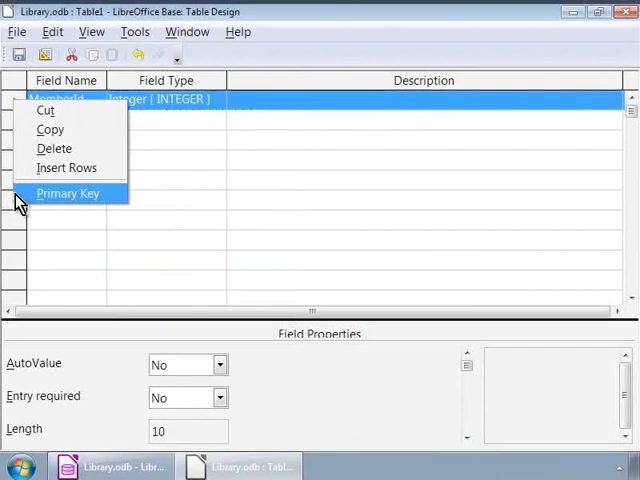 Library.odb: Table1 - LibreOffice Base: Table Design
File Edit View Tools Window Help
Field Name Field Type Description
MemberId Integer [ INTEGER ]
Cut
Copy
Delete
Insert Rows
Primary Key
Field Properties
AutoValue No
Entry required No
Length 10
Library.odb - Libr... Library.odb : Tabl...